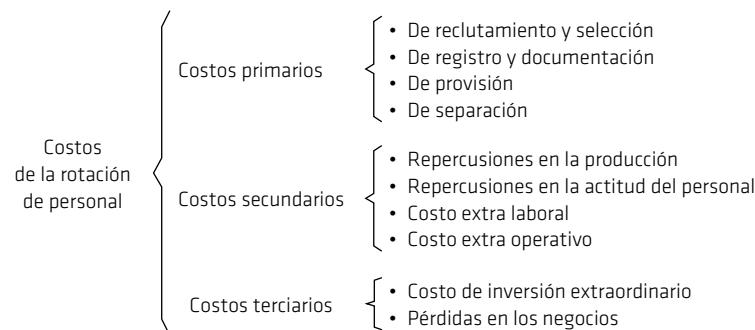 Costos
de la rotación
de personal
Costos primarios
• De reclutamiento y selección
• De registro y documentación
• De provisión
• De separación
Costos secundarios
• Repercusiones en la producción
• Repercusiones en la actitud del personal
• Costo extra laboral
• Costo extra operativo
Costos terciarios
• Costo de inversión extraordinario
• Pérdidas en los negocios